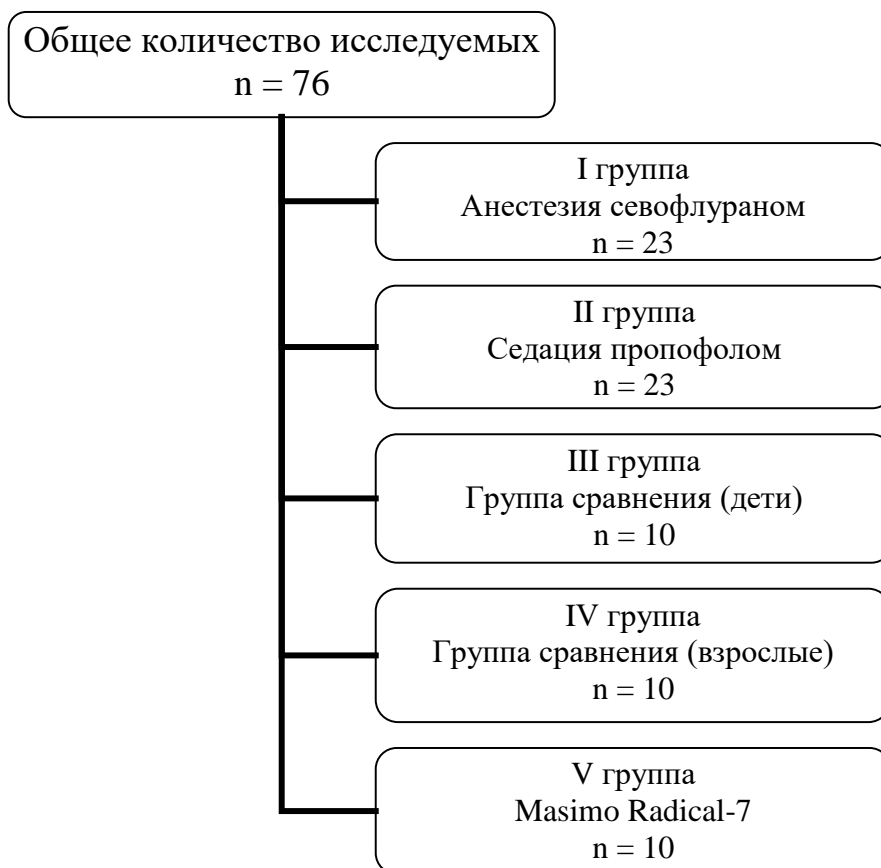 Общее количество исследуемых
n = 76
I группа
Анестезия севофлураном
n = 23
II группа
Седация пропофолом
n = 23
III группа
Группа сравнения (дети)
n = 10
IV группа
Группа сравнения (взрослые)
n = 10
V группа
Masimo Radical-7
n = 10